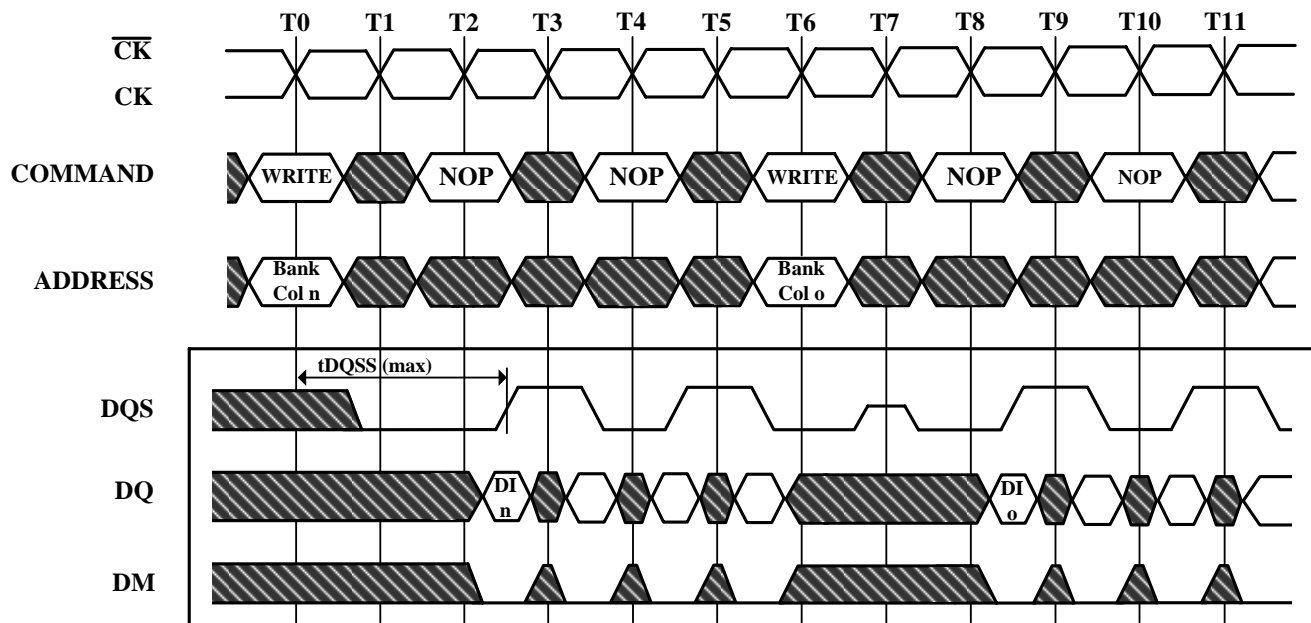 T0 T1 T2 T3 T4 T5 T6 T7 T8 T9 T10 T11
CK
CK
COMMAND WRITE NOP NOP WRITE NOP NOP
ADDRESS Bank Bank
Col n Col o
tDQSS (max)
DQS
DQ DI DI
n o
DM